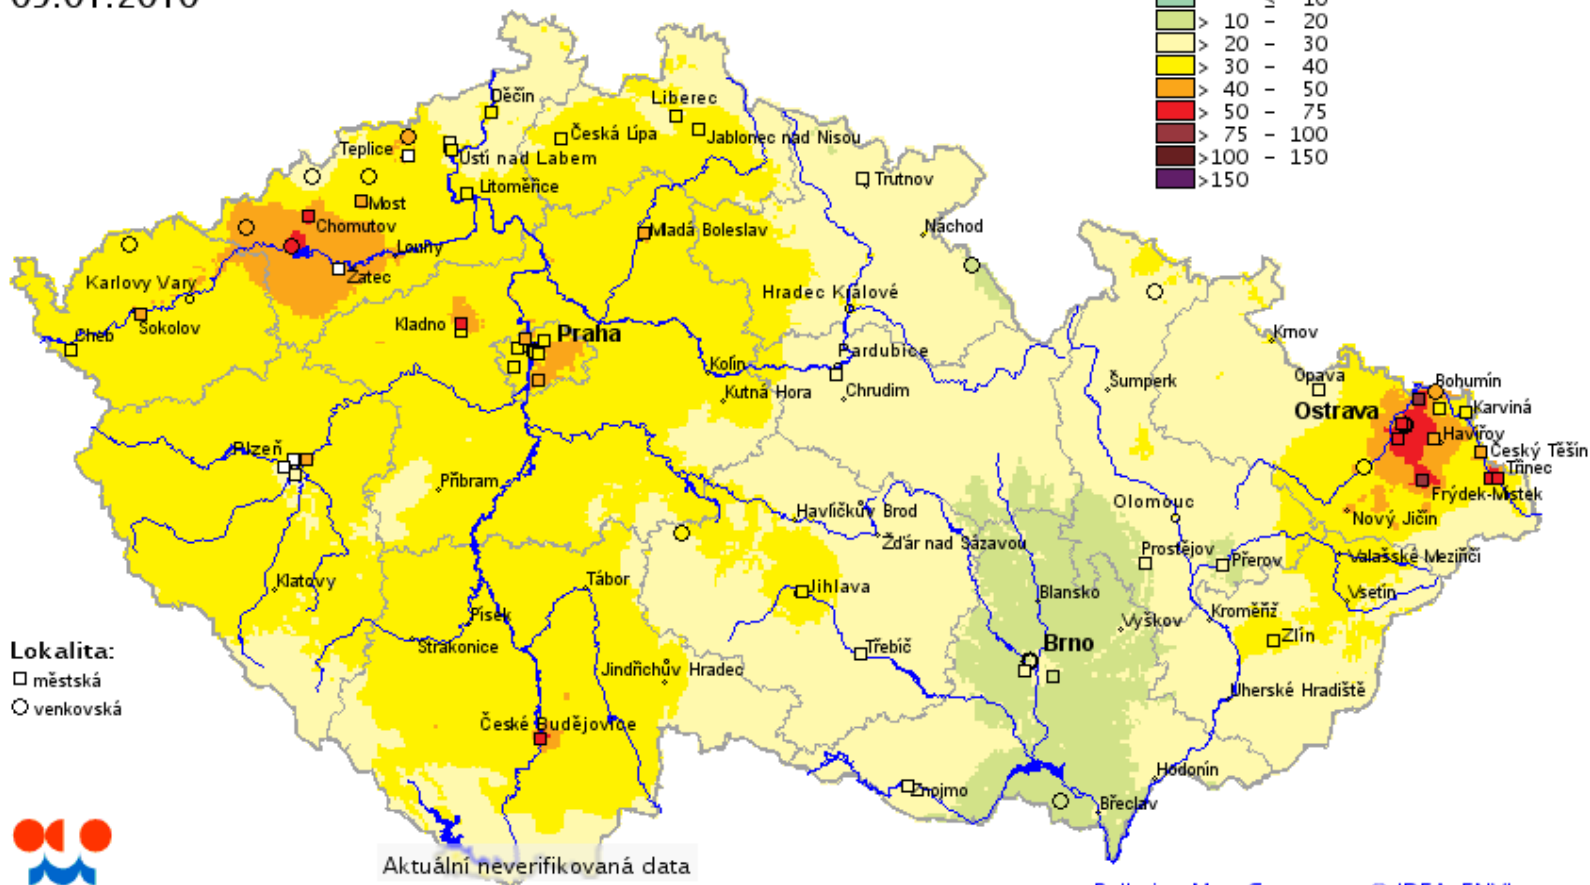 > 10 – 20
> 20 – 30
> 30 – 40
> 40 – 50
> 50 – 75
> 75 – 100
>100 – 150
>150
Děčín
Liberec
Česká Lípa
Jablonec nad Nisou
Teplice
Ústí nad Labem
Litoměřice
Trutnov
Most
Chomutov
Mladá Boleslav
Náchod
Louny
Žatec
Karlovy Vary
Hradec Králové
Sokolov
Kladno
Praha
Cheb
Krnov
Pardubice
Kolín
Kutná Hora
Chrudim
Šumperk
Opava
Bohumín
Ostrava
Karviná
Havířov
Český Těšín
Třinec
Plzeň
Příbram
Frýdek-Místek
Olomouc
Havlíčkův Brod
Nový Jičín
Žďár nad Sázavou
Prostějov
Přerov
Valašské Meziříčí
Klatovy
Tábor
Jihlava
Blansko
Vsetín
Písek
Vyškov
Kroměříž
Zlín
Strakonice
Třebíč
Brno
Lokalita:
městská
venkovská
Jindřichův Hradec
Uherské Hradiště
České Budějovice
Hodonín
Znojmo
Břeclav
Aktuální neverifikovaná data